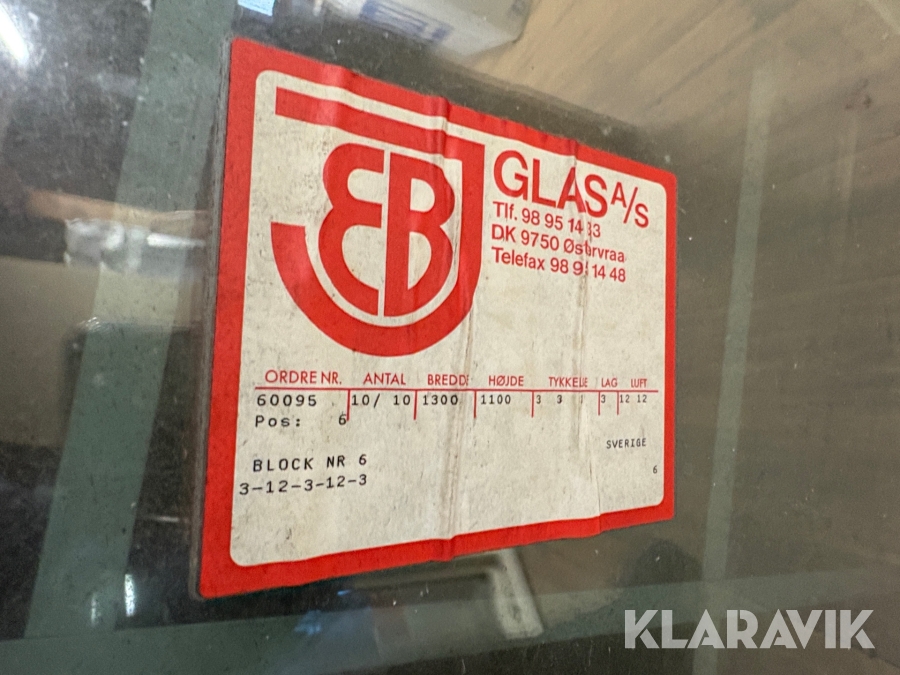 EB
GLAS A/S
Tlf. 98 95 14 33
DK 9750 Østervraa
Telefax 98 95 14 48
ORDRE NR. ANTAL BREDDE HØJDE TYKKELSE LAG LUFT
60095 10/ 10 1300 1100 3 3 3 12 12
Pos: 6
SVERIGE
BLOCK NR 6
6
3-12-3-12-3
KLARAVIK